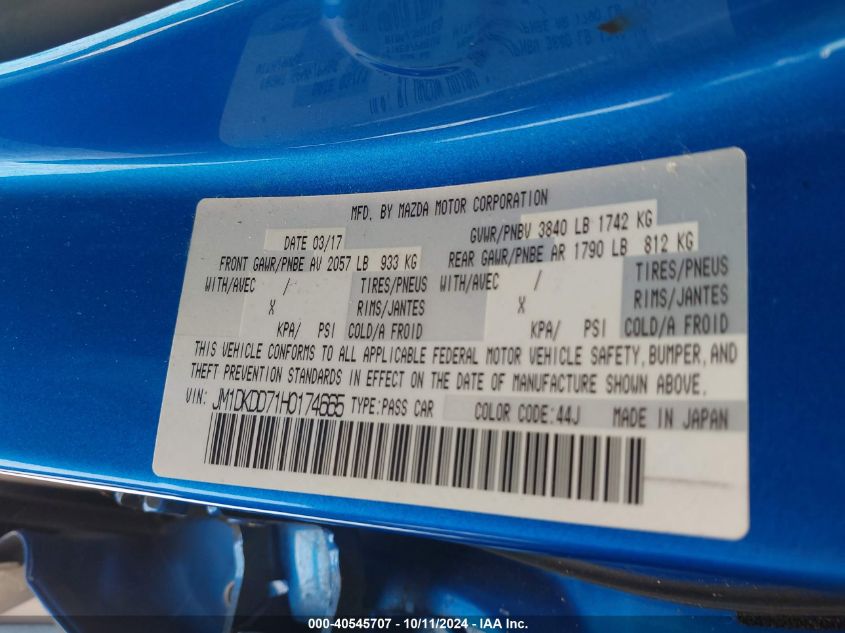 MFD. BY MAZDA MOTOR CORPORATION
DATE 03/17 GVWR/PNBV 3840 LB 1742 KG
FRONT GAWR/PNBE AV 2057 LB 933 KG REAR GAWR/PNBE AR 1790 LB 812 KG
WITH/AVEC / TIRES/PNEUS WITH/AVEC / TIRES/PNEUS
X RIMS/JANTES X RIMS/JANTES
KPA/ PSI COLD/A FROID KPA/ PSI COLD/A FROID
THIS VEHICLE CONFORMS TO ALL APPLICABLE FEDERAL MOTOR VEHICLE SAFETY, BUMPER, AND
THEFT PREVENTION STANDARDS IN EFFECT ON THE DATE OF MANUFACTURE SHOWN ABOVE.
VIN: JM1DKDD71H0174665 TYPE:PASS CAR COLOR CODE:44J MADE IN JAPAN
000-40545707 - 10/11/2024 - IAA Inc.